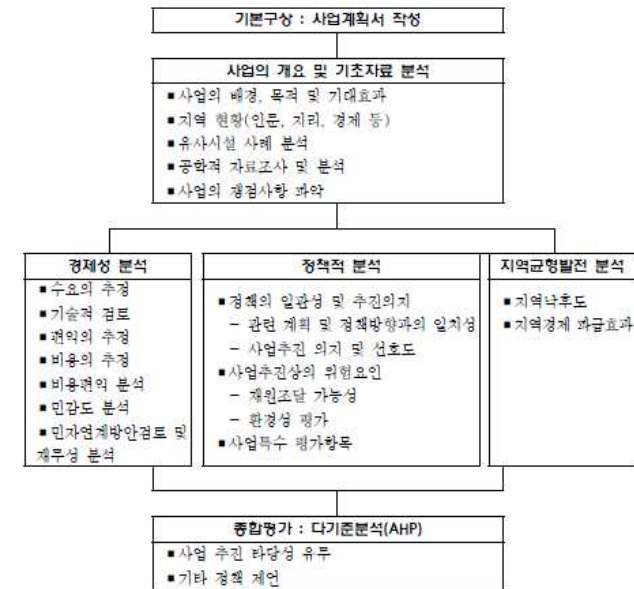 기본구상 : 사업계획서 작성
사업의 개요 및 기초자료 분석
■사업의 배경, 목적 및 기대효과
■지역 현황(인문, 지리, 경제 등)
■유사시설 사례 분석
■공학적 자료조사 및 분석
■사업의 쟁점사항 파악
경제성 분석
■수요의 추정
■기술적 검토
■편익의 추정
■비용의 추정
■비용편익 분석
■민감도 분석
■민자연계방안검토 및
재무성 분석
정책적 분석
■정책의 일관성 및 추진의지
– 관련 계획 및 정책방향과의 일치성
– 사업추진 의지 및 선호도
■사업추진상의 위험요인
– 재원조달 가능성
– 환경성 평가
■사업특수 평가항목
지역균형발전 분석
■지역낙후도
■지역경제 파급효과
종합평가 : 다기준분석(AHP)
■사업 추진 타당성 유무
■기타 정책 제언